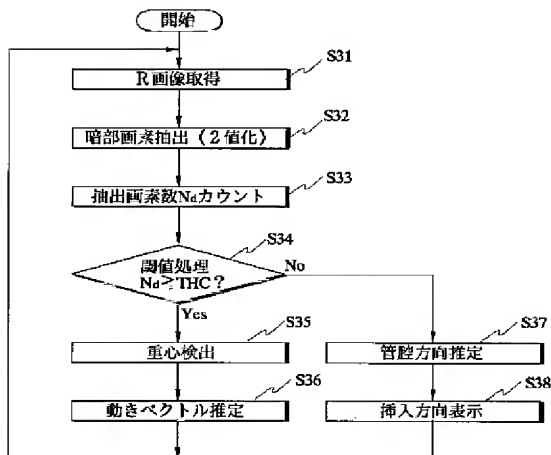 開始
S31
R画像取得
S32
暗部画素抽出（2値化）
S33
抽出画素数Ndカウント
S34
閾値処理
Nd≧THC？
No
Yes
S35
重心検出
S37
管腔方向推定
S36
動きベクトル推定
S38
挿入方向表示